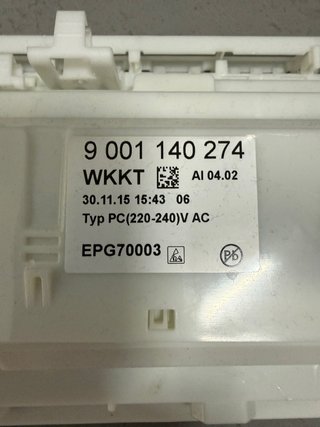 9 001 140 274
WKKT AI 04.02
30.11.15 15:43 06
Typ PC(220-240)V AC
EPG70003 Pb